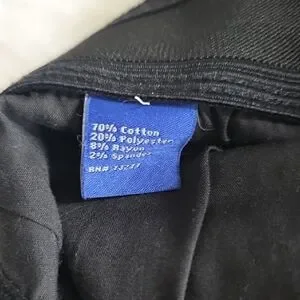 70% Cotton
20% Polyester
8% Rayon
2% Spandex
RN#